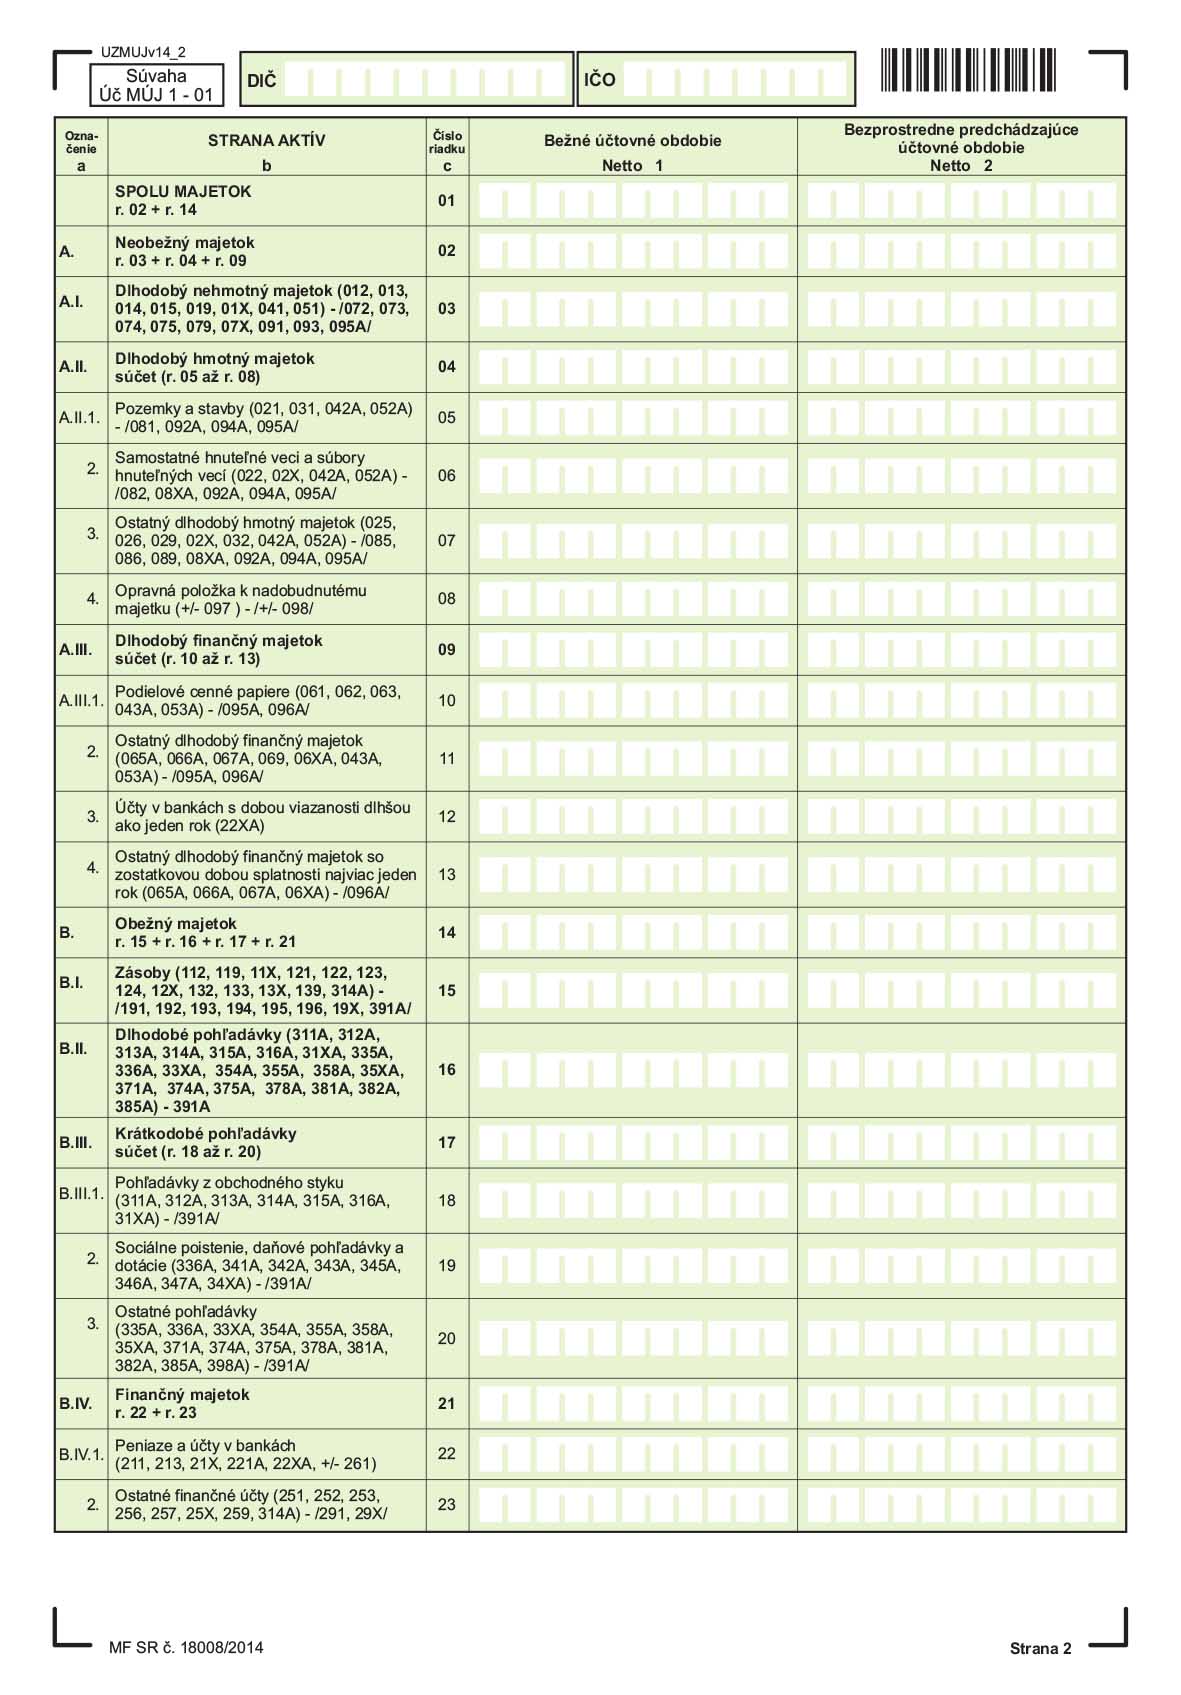 UZMUJv14_2
Súvaha
Úč MÚJ 1 - 01
DIČ
IČO
Ozna-
čenie
a
STRANA AKTÍV
b
Číslo
riadku
c
Bežné účtovné obdobie
Netto 1
Bezprostredne predchádzajúce
účtovné obdobie
Netto 2
SPOLU MAJETOK
r. 02 + r. 14
01
A.
Neobežný majetok
r. 03 + r. 04 + r. 09
02
A.I.
Dlhodobý nehmotný majetok (012, 013,
014, 015, 019, 01X, 041, 051) - /072, 073,
074, 075, 079, 07X, 091, 093, 095A/
03
A.II.
Dlhodobý hmotný majetok
súčet (r. 05 až r. 08)
04
A.II.1.
Pozemky a stavby (021, 031, 042A, 052A)
- /081, 092A, 094A, 095A/
05
2.
Samostatné hnuteľné veci a súbory
hnuteľných vecí (022, 02X, 042A, 052A) -
/082, 08XA, 092A, 094A, 095A/
06
3.
Ostatný dlhodobý hmotný majetok (025,
026, 029, 02X, 032, 042A, 052A) - /085,
086, 089, 08XA, 092A, 094A, 095A/
07
4.
Opravná položka k nadobudnutému
majetku (+/- 097 ) - /+/- 098/
08
A.III.
Dlhodobý finančný majetok
súčet (r. 10 až r. 13)
09
A.III.1.
Podielové cenné papiere (061, 062, 063,
043A, 053A) - /095A, 096A/
10
2.
Ostatný dlhodobý finančný majetok
(065A, 066A, 067A, 069, 06XA, 043A,
053A) - /095A, 096A/
11
3.
Účty v bankách s dobou viazanosti dlhšou
ako jeden rok (22XA)
12
4.
Ostatný dlhodobý finančný majetok so
zostatkovou dobou splatnosti najviac jeden
rok (065A, 066A, 067A, 06XA) - /096A/
13
B.
Obežný majetok
r. 15 + r. 16 + r. 17 + r. 21
14
B.I.
Zásoby (112, 119, 11X, 121, 122, 123,
124, 12X, 132, 133, 13X, 139, 314A) -
/191, 192, 193, 194, 195, 196, 19X, 391A/
15
B.II.
Dlhodobé pohľadávky (311A, 312A,
313A, 314A, 315A, 316A, 31XA, 335A,
336A, 33XA, 354A, 355A, 358A, 35XA,
371A, 374A, 375A, 378A, 381A, 382A,
385A) - 391A
16
B.III.
Krátkodobé pohľadávky
súčet (r. 18 až r. 20)
17
B.III.1.
Pohľadávky z obchodného styku
(311A, 312A, 313A, 314A, 315A, 316A,
31XA) - /391A/
18
2.
Sociálne poistenie, daňové pohľadávky a
dotácie (336A, 341A, 342A, 343A, 345A,
346A, 347A, 34XA) - /391A/
19
3.
Ostatné pohľadávky
(335A, 336A, 33XA, 354A, 355A, 358A,
35XA, 371A, 374A, 375A, 378A, 381A,
382A, 385A, 398A) - /391A/
20
B.IV.
Finančný majetok
r. 22 + r. 23
21
B.IV.1.
Peniaze a účty v bankách
(211, 213, 21X, 221A, 22XA, +/- 261)
22
2.
Ostatné finančné účty (251, 252, 253,
256, 257, 25X, 259, 314A) - /291, 29X/
23
MF SR č. 18008/2014
Strana 2